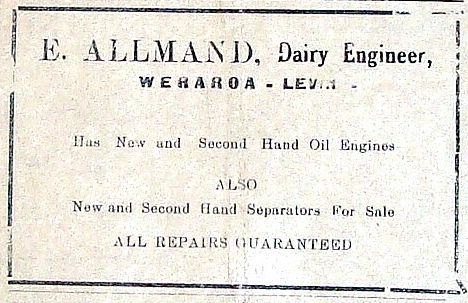 E. ALLMAND, Dairy Engineer,
WERAROA - LEVIN -
Has New and Second Hand Oil Engines
ALSO
New and Second Hand Separators For Sale
ALL REPAIRS GUARANTEED